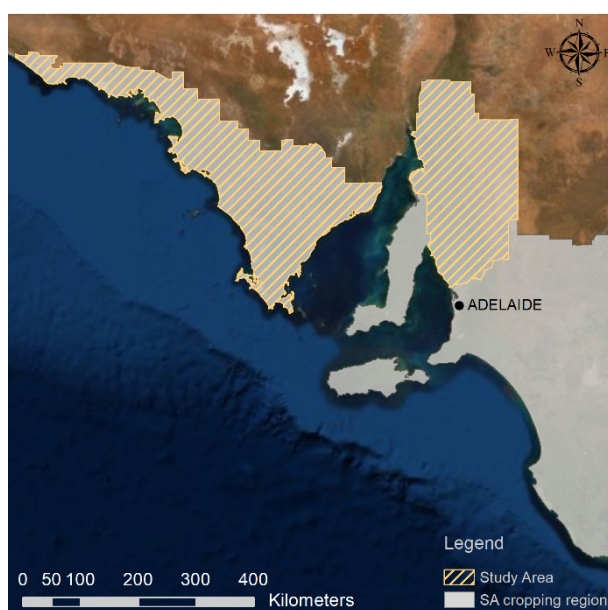 N
W E
S
ADELAIDE
Legend
Study Area
SA cropping region
0 50 100 200 300 400
Kilometers